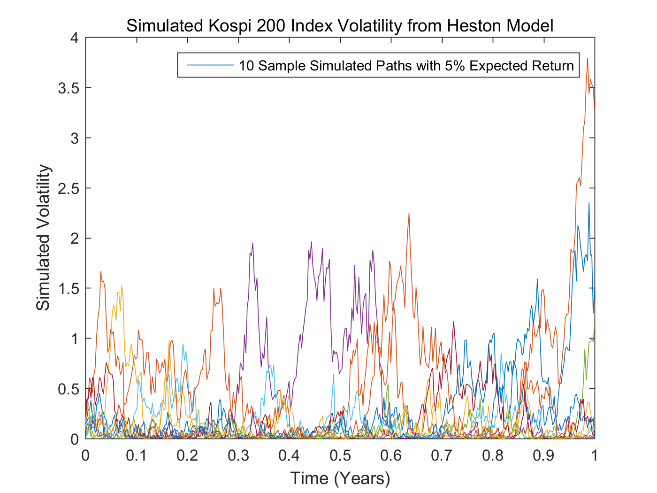 Simulated Kospi 200 Index Volatility from Heston Model
10 Sample Simulated Paths with 5% Expected Return
4
3.5
3
2.5
2
1.5
1
0.5
0
Simulated Volatility
0 0.1 0.2 0.3 0.4 0.5 0.6 0.7 0.8 0.9 1
Time (Years)